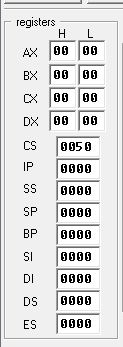 registers
H L
AX 00 00
BX 00 00
CX 00 00
DX 00 00
CS 0050
IP 0000
SS 0000
SP 0000
BP 0000
SI 0000
DI 0000
DS 0000
ES 0000